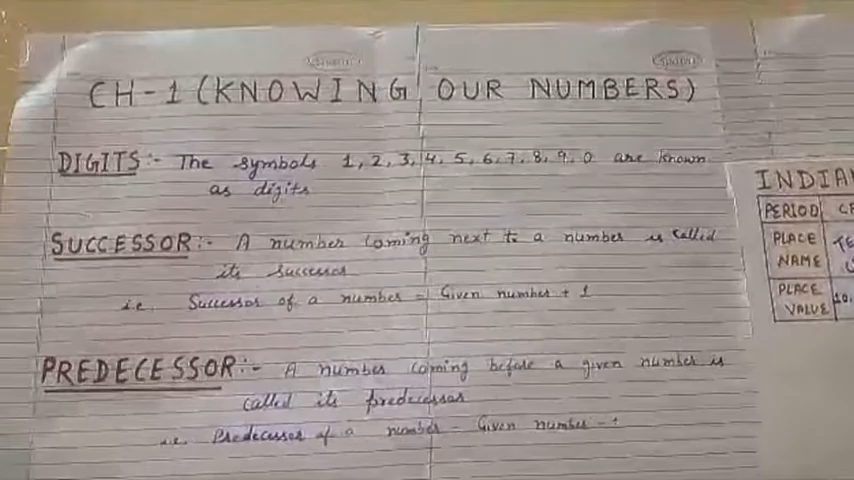 CH-1 (KNOWING OUR NUMBERS)
DIGITS:- The symbols 1, 2, 3, 4, 5, 6, 7, 8, 9, 0 are known
as digits
SUCCESSOR:- A number coming next to a number is called
its successor
i.e. Successor of a number = Given number + 1
PREDECESSOR:- A number coming before a given number is
called its predecessor
i.e. Predecessor of a number - Given number -
PERIOD
PLACE
NAME
PLACE
VALUE